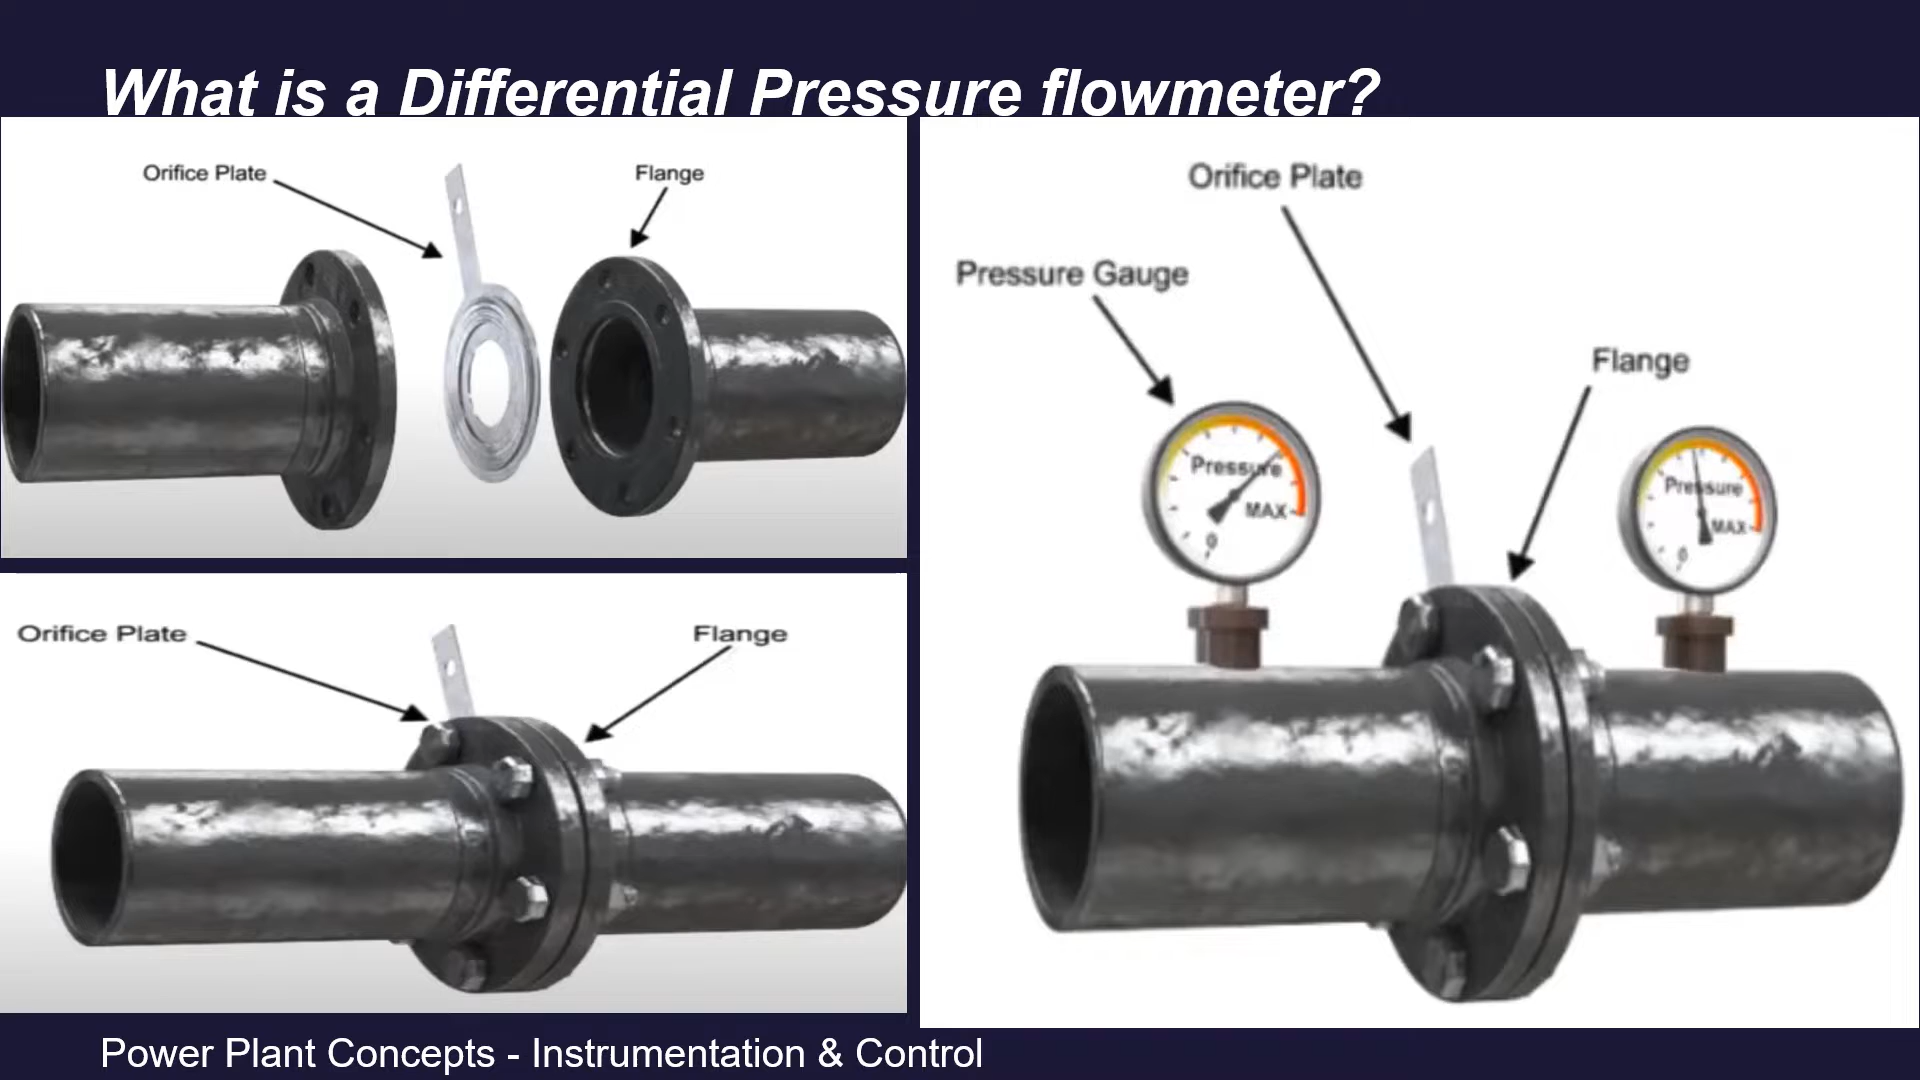 What is a Differential Pressure flowmeter?
Orifice Plate
Flange
Orifice Plate
Flange
Orifice Plate
Pressure Gauge
Flange
Pressure
MAX
0
Pressure
MAX
0
Power Plant Concepts - Instrumentation & Control